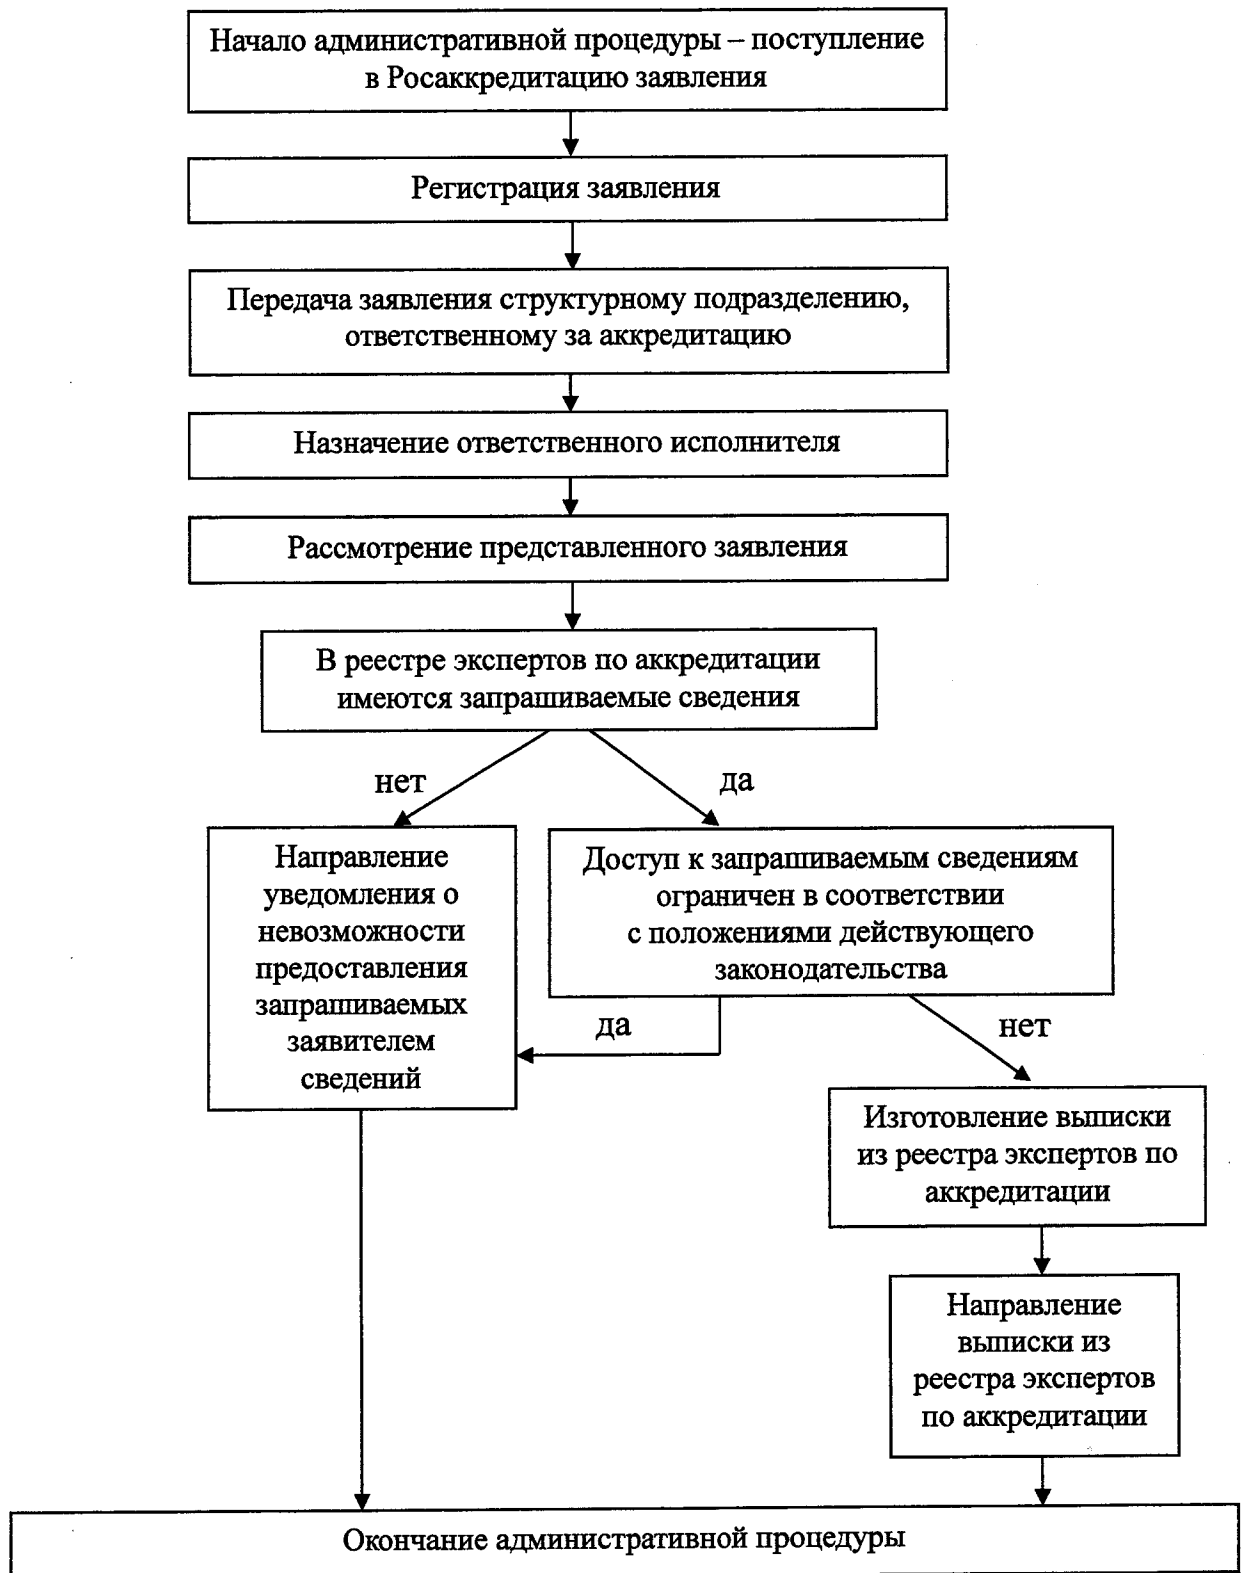 Начало административной процедуры – поступление
в Росаккредитацию заявления
Регистрация заявления
Передача заявления структурному подразделению,
ответственному за аккредитацию
Назначение ответственного исполнителя
Рассмотрение представленного заявления
В реестре экспертов по аккредитации
имеются запрашиваемые сведения
нет
да
Направление
уведомления о
невозможности
предоставления
запрашиваемых
заявителем
сведений
Доступ к запрашиваемым сведениям
ограничен в соответствии
с положениями действующего
законодательства
да
нет
Изготовление выписки
из реестра экспертов по
аккредитации
Направление
выписки из
реестра экспертов
по аккредитации
Окончание административной процедуры